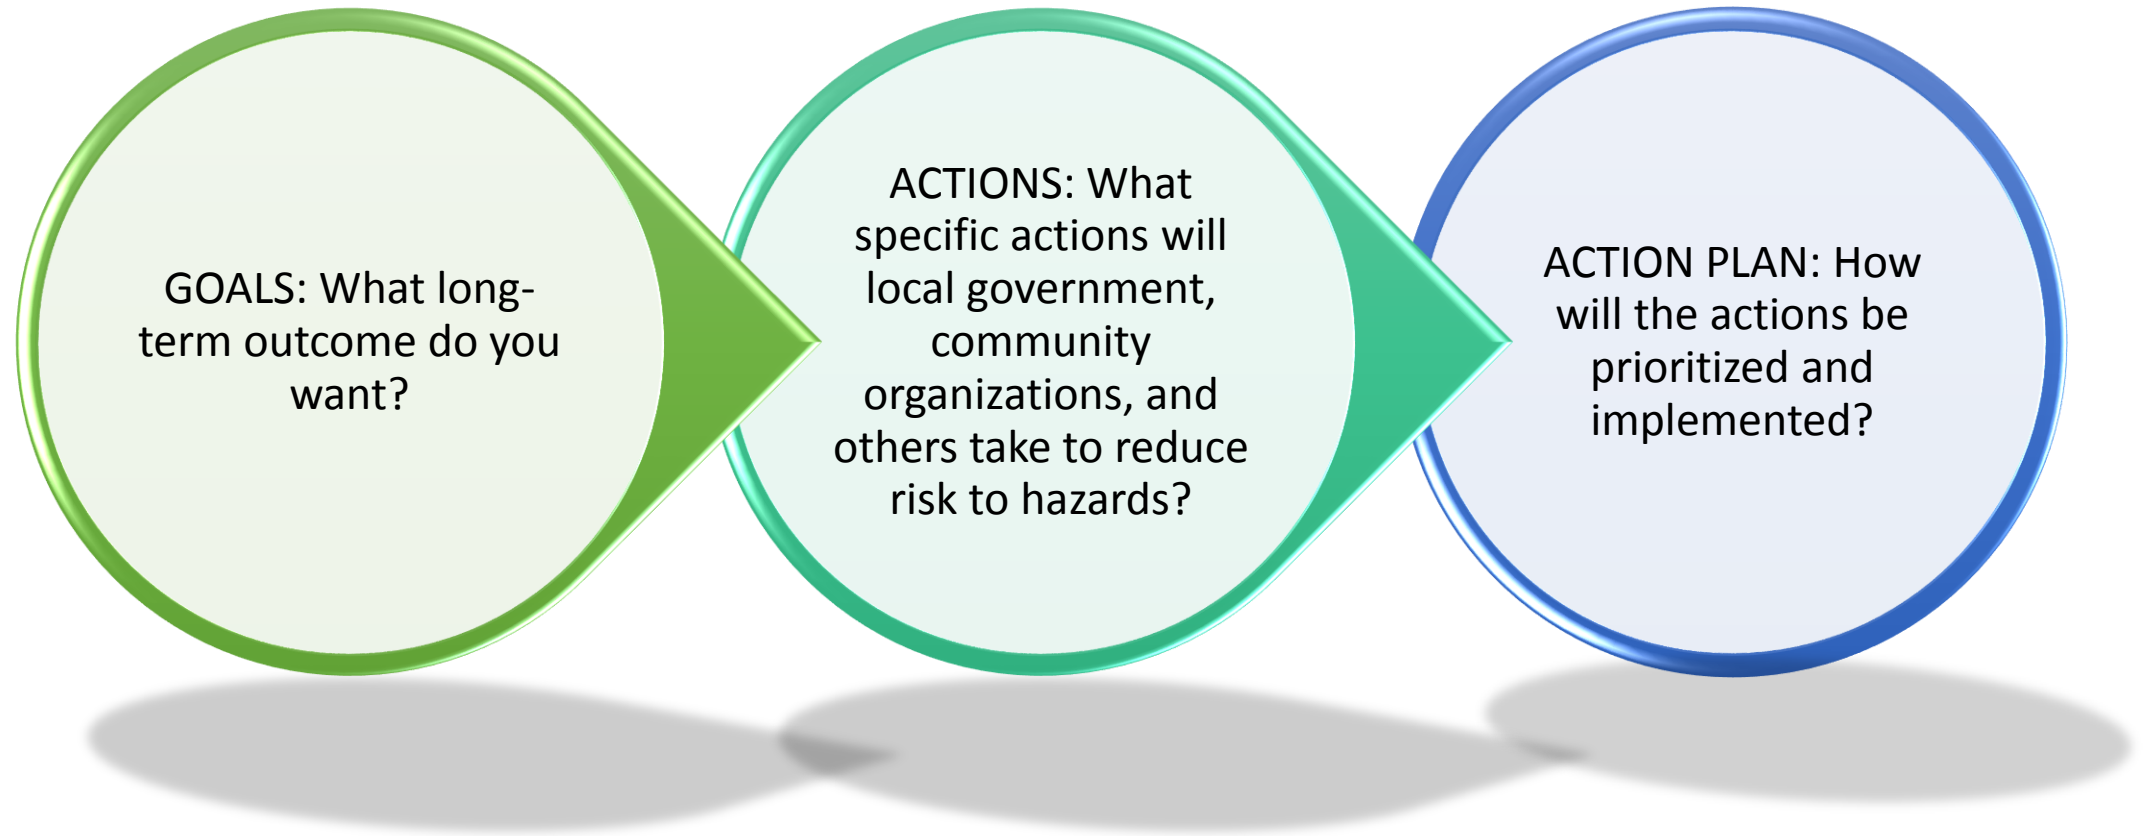 GOALS: What long-
term outcome do you
want?
ACTIONS: What
specific actions will
local government,
community
organizations, and
others take to reduce
risk to hazards?
ACTION PLAN: How
will the actions be
prioritized and
implemented?